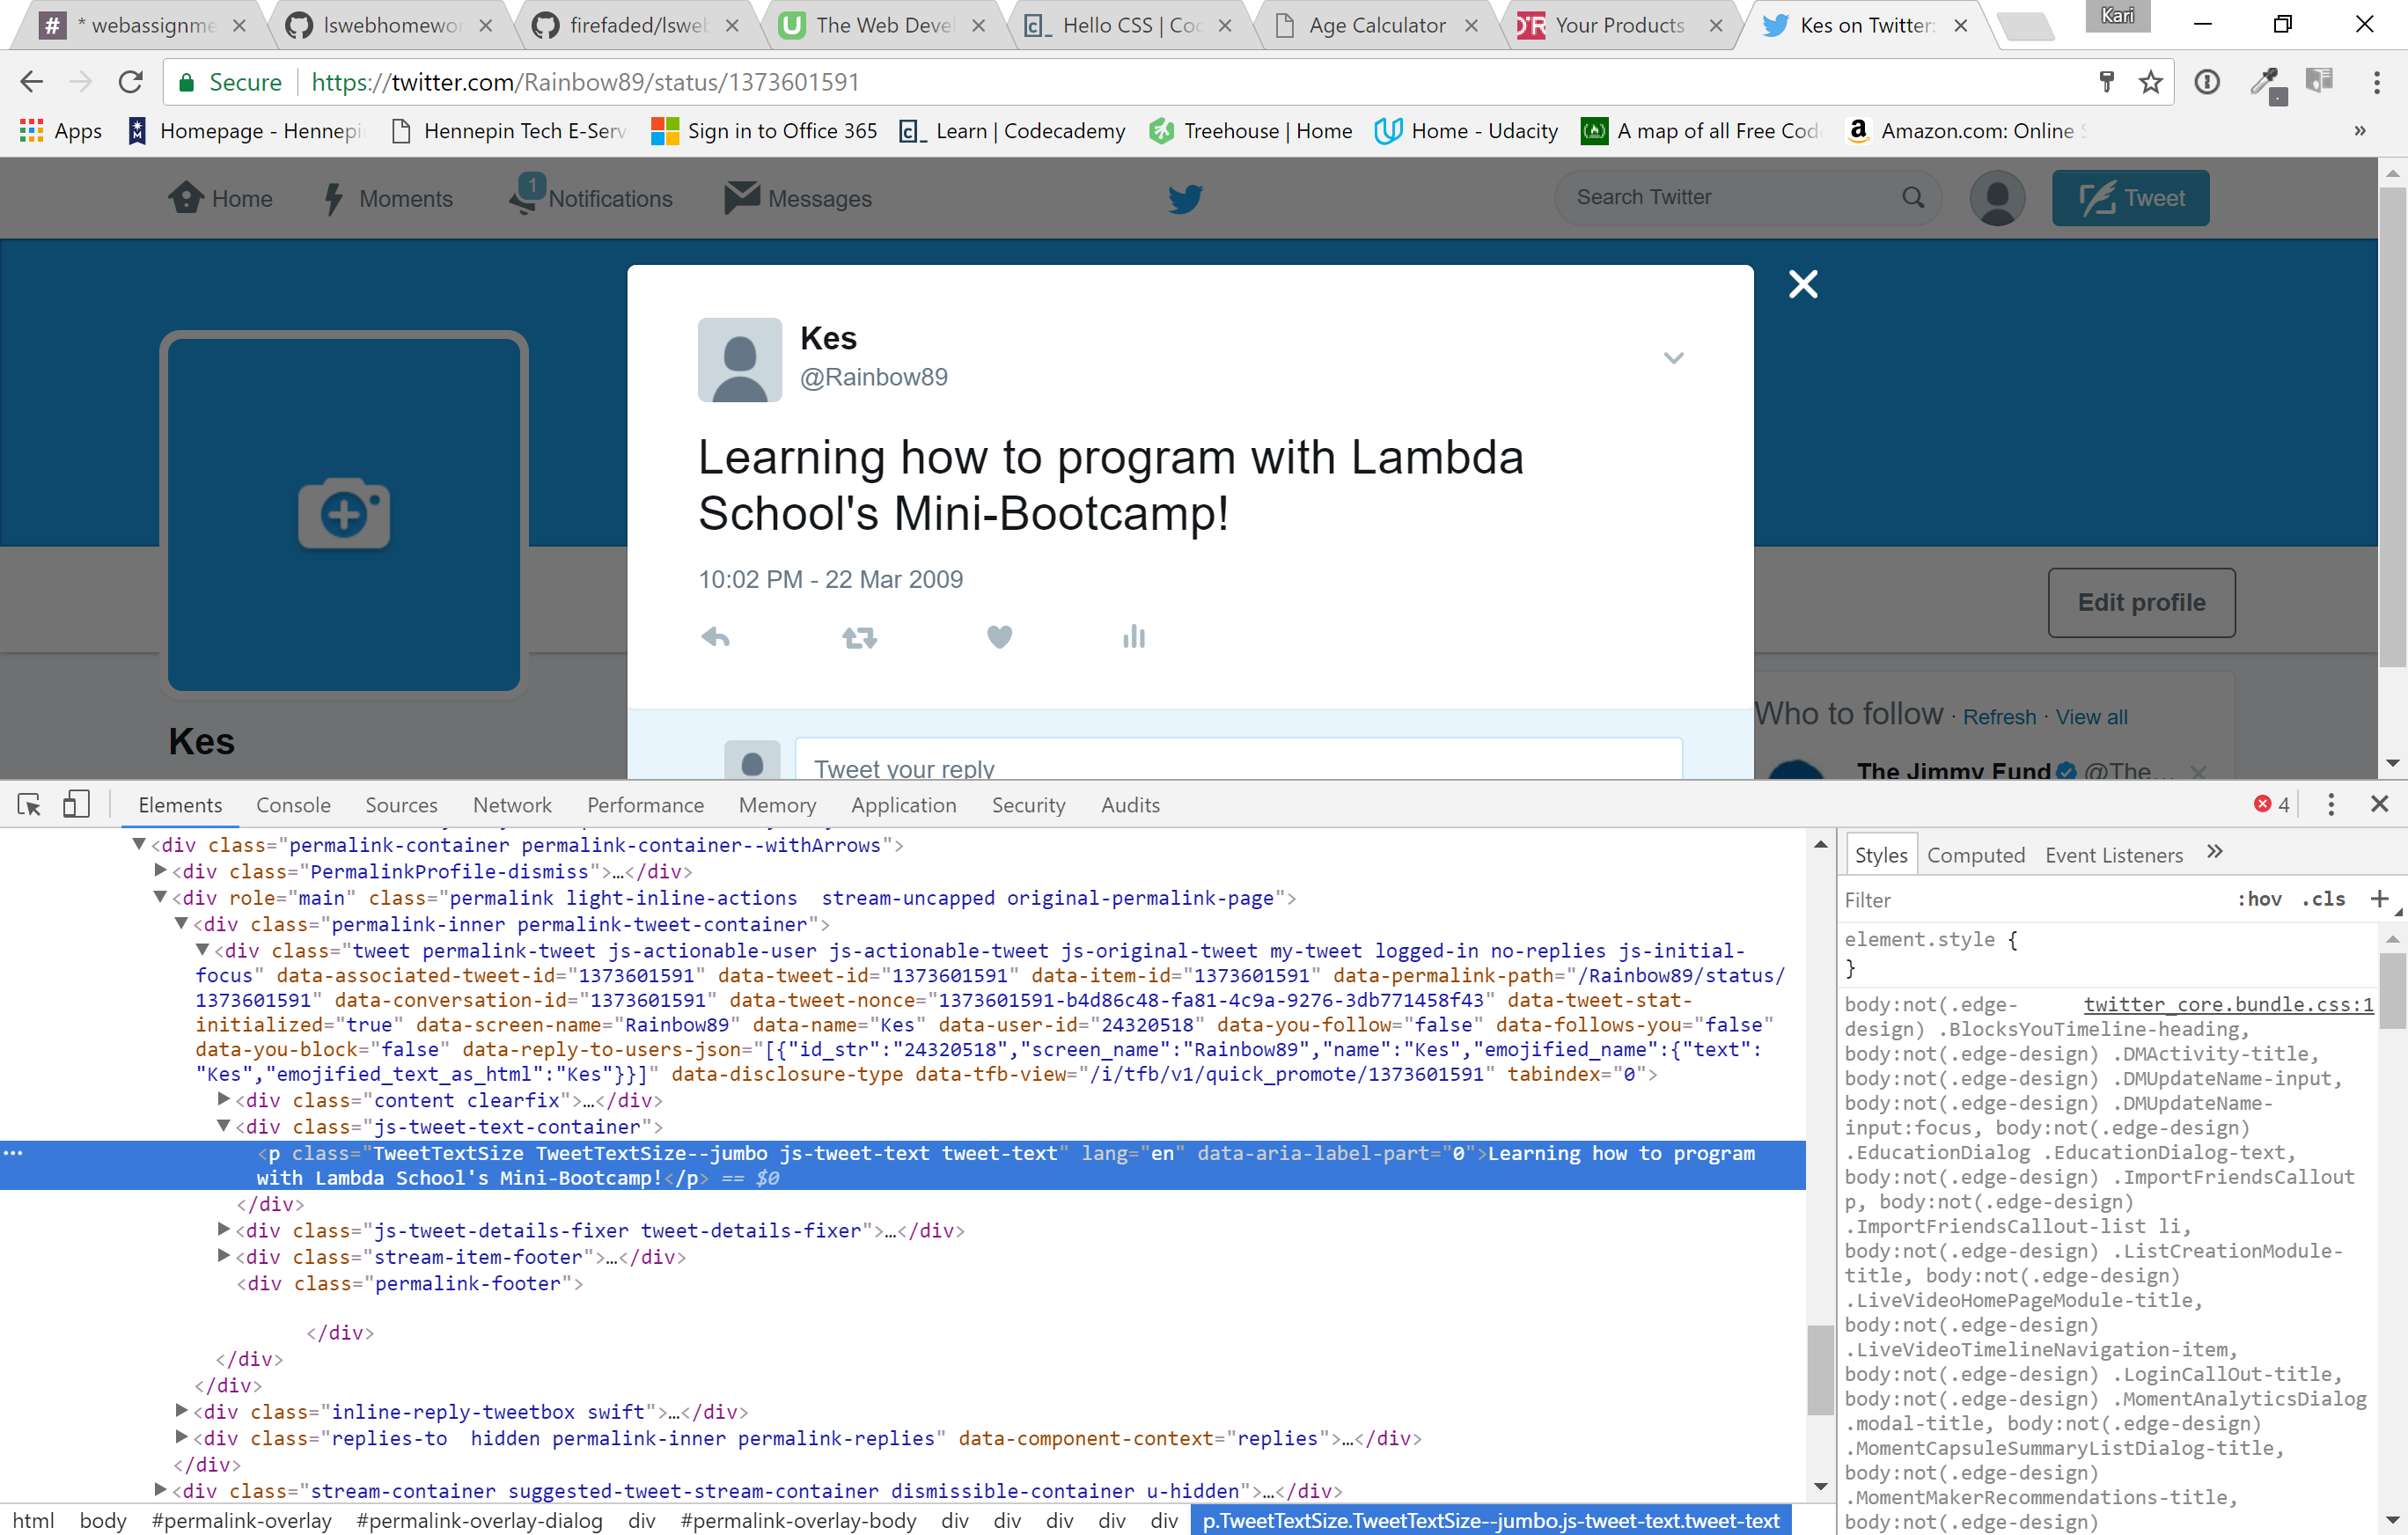 * webassignme
lswebhomewor
firefaded/lsweb
The Web Devel
Hello CSS | Coc
Age Calculator
Your Products
Kes on Twitter:
Kari
Secure https://twitter.com/Rainbow89/status/1373601591
Apps
Homepage - Hennepi
Hennepin Tech E-Serv
Sign in to Office 365
Learn | Codecademy
Treehouse | Home
Home - Udacity
A map of all Free Cod
Amazon.com: Online S
»
Home
Moments
1
Notifications
Messages
Search Twitter
Tweet
Kes
@Rainbow89
Learning how to program with Lambda
School's Mini-Bootcamp!
10:02 PM - 22 Mar 2009
Edit profile
Kes
Who to follow · Refresh · View all
The Jimmy Fund @The...
Tweet your reply
Elements Console Sources Network Performance Memory Application Security Audits
4
<div class="permalink-container permalink-container--withArrows">
<div class="PermalinkProfile-dismiss">…</div>
<div role="main" class="permalink light-inline-actions  stream-uncapped original-permalink-page">
<div class="permalink-inner permalink-tweet-container">
<div class="tweet permalink-tweet js-actionable-user js-actionable-tweet js-original-tweet my-tweet logged-in no-replies js-initial-
focus" data-associated-tweet-id="1373601591" data-tweet-id="1373601591" data-item-id="1373601591" data-permalink-path="/Rainbow89/status/
1373601591" data-conversation-id="1373601591" data-tweet-nonce="1373601591-b4d86c48-fa81-4c9a-9276-3db771458f43" data-tweet-stat-
initialized="true" data-screen-name="Rainbow89" data-name="Kes" data-user-id="24320518" data-you-follow="false" data-follows-you="false"
data-you-block="false" data-reply-to-users-json="[{"id_str":"24320518","screen_name":"Rainbow89","name":"Kes","emojified_name":{"text":
"Kes","emojified_text_as_html":"Kes"}}]" data-disclosure-type data-tfb-view="/i/tfb/v1/quick_promote/1373601591" tabindex="0">
<div class="content clearfix">…</div>
<div class="js-tweet-text-container">
<p class="TweetTextSize TweetTextSize--jumbo js-tweet-text tweet-text" lang="en" data-aria-label-part="0">Learning how to program
with Lambda School's Mini-Bootcamp!</p> == $0
</div>
<div class="js-tweet-details-fixer tweet-details-fixer">…</div>
<div class="stream-item-footer">…</div>
<div class="permalink-footer">
</div>
</div>
</div>
<div class="inline-reply-tweetbox swift">…</div>
<div class="replies-to  hidden permalink-inner permalink-replies" data-component-context="replies">…</div>
</div>
<div class="stream-container suggested-tweet-stream-container dismissible-container u-hidden">…</div>
html body #permalink-overlay #permalink-overlay-dialog div #permalink-overlay-body div div div div div p.TweetTextSize.TweetTextSize--jumbo.js-tweet-text.tweet-text
Styles Computed Event Listeners »
Filter :hov .cls +
element.style {
}
body:not(.edge- twitter_core.bundle.css:1
design) .BlocksYouTimeline-heading,
body:not(.edge-design) .DMActivity-title,
body:not(.edge-design) .DMUpdateName-input,
body:not(.edge-design) .DMUpdateName-
input:focus, body:not(.edge-design)
.EducationDialog .EducationDialog-text,
body:not(.edge-design) .ImportFriendsCallout
p, body:not(.edge-design)
.ImportFriendsCallout-list li,
body:not(.edge-design) .ListCreationModule-
title, body:not(.edge-design)
.LiveVideoHomePageModule-title,
body:not(.edge-design)
.LiveVideoTimelineNavigation-item,
body:not(.edge-design) .LoginCallOut-title,
body:not(.edge-design) .MomentAnalyticsDialog
.modal-title, body:not(.edge-design)
.MomentCapsuleSummaryListDialog-title,
body:not(.edge-design)
.MomentMakerRecommendations-title,
body:not(.edge-design)